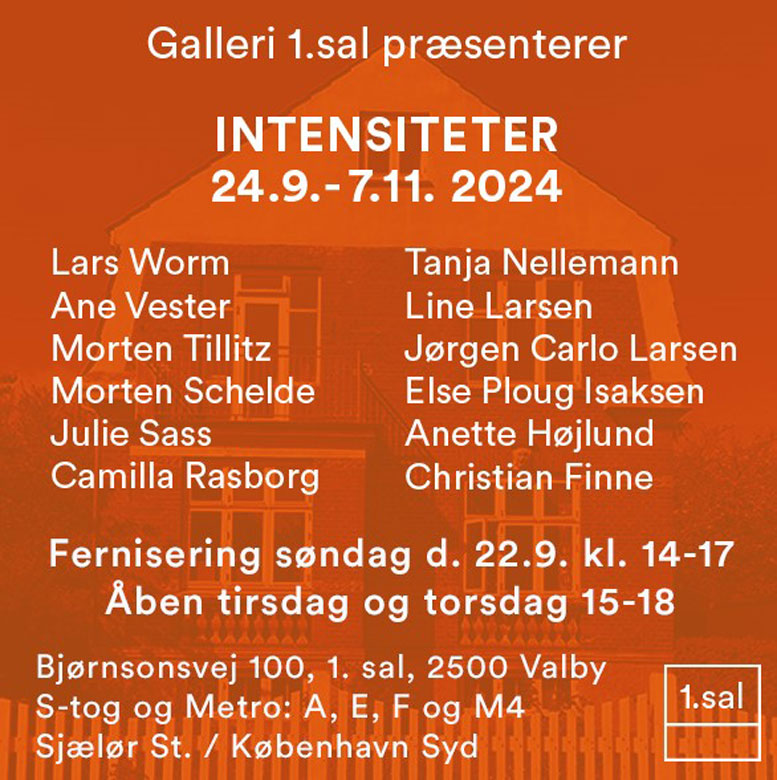 Galleri 1.sal præsenterer
INTENSITETER
24.9.-7.11. 2024
Lars Worm
Ane Vester
Morten Tillitz
Morten Schelde
Julie Sass
Camilla Rasborg
Tanja Nellemann
Line Larsen
Jørgen Carlo Larsen
Else Ploug Isaksen
Anette Højlund
Christian Finne
Fernisering søndag d. 22.9. kl. 14-17
Åben tirsdag og torsdag 15-18
Bjørnsonsvej 100, 1. sal, 2500 Valby
S-tog og Metro: A, E, F og M4
Sjælør St. / København Syd
1.sal